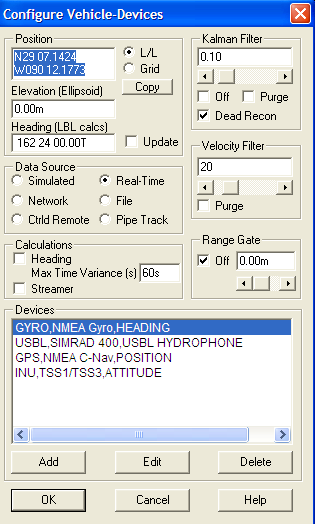 Configure Vehicle-Devices
Position
N29 07.1424
W090 12.1773
L/L
Grid
Copy
Elevation (Ellipsoid)
0.00m
Heading (LBL calcs)
162 24 00.00T
Update
Kalman Filter
0.10
Off
Purge
Dead Recon
Data Source
Simulated
Real-Time
Network
File
Ctrld Remote
Pipe Track
Velocity Filter
20
Purge
Calculations
Heading
Max Time Variance (s)
60s
Streamer
Range Gate
Off
0.00m
Devices
GYRO,NMEA Gyro,HEADING
USBL,SIMRAD 400,USBL HYDROPHONE
GPS,NMEA C-Nav,POSITION
INU,TSS1/TSS3,ATTITUDE
Add
Edit
Delete
OK
Cancel
Help